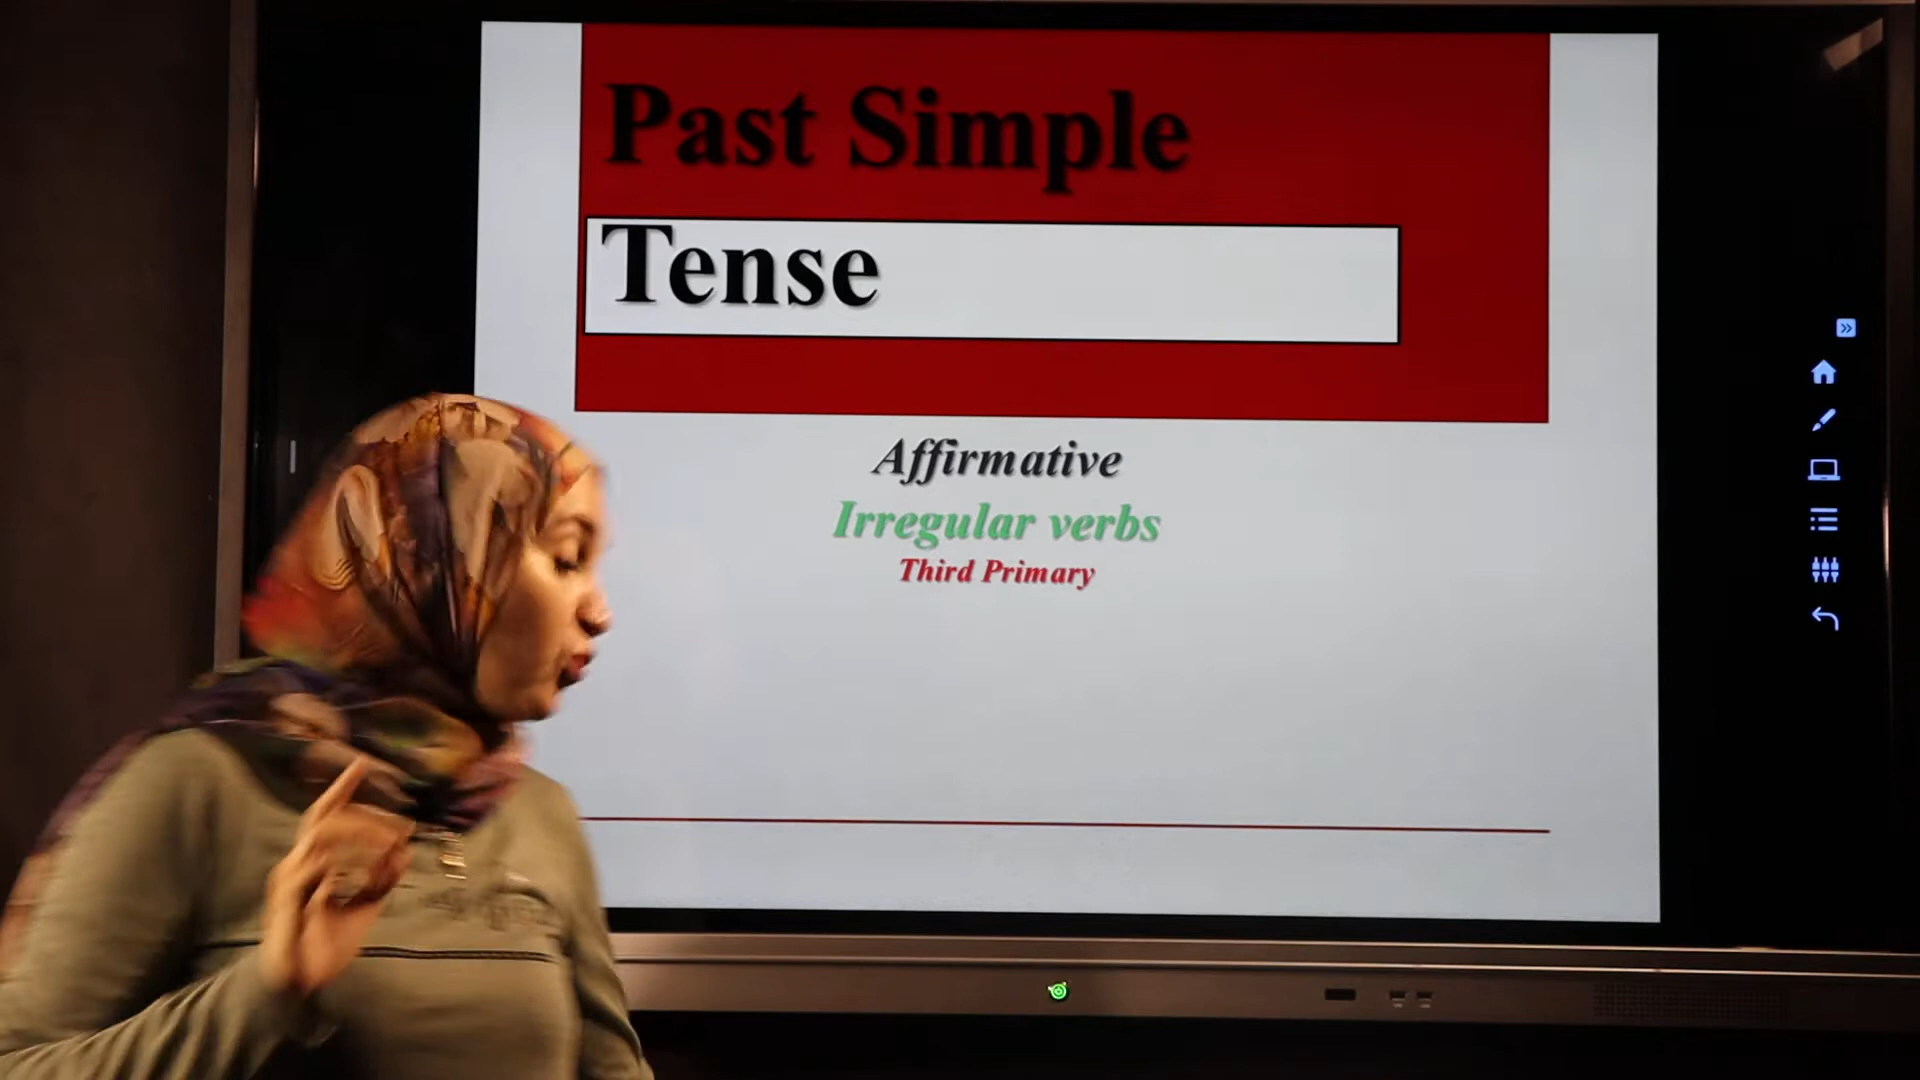 Past Simple
Tense
Affirmative
Irregular verbs
Third Primary